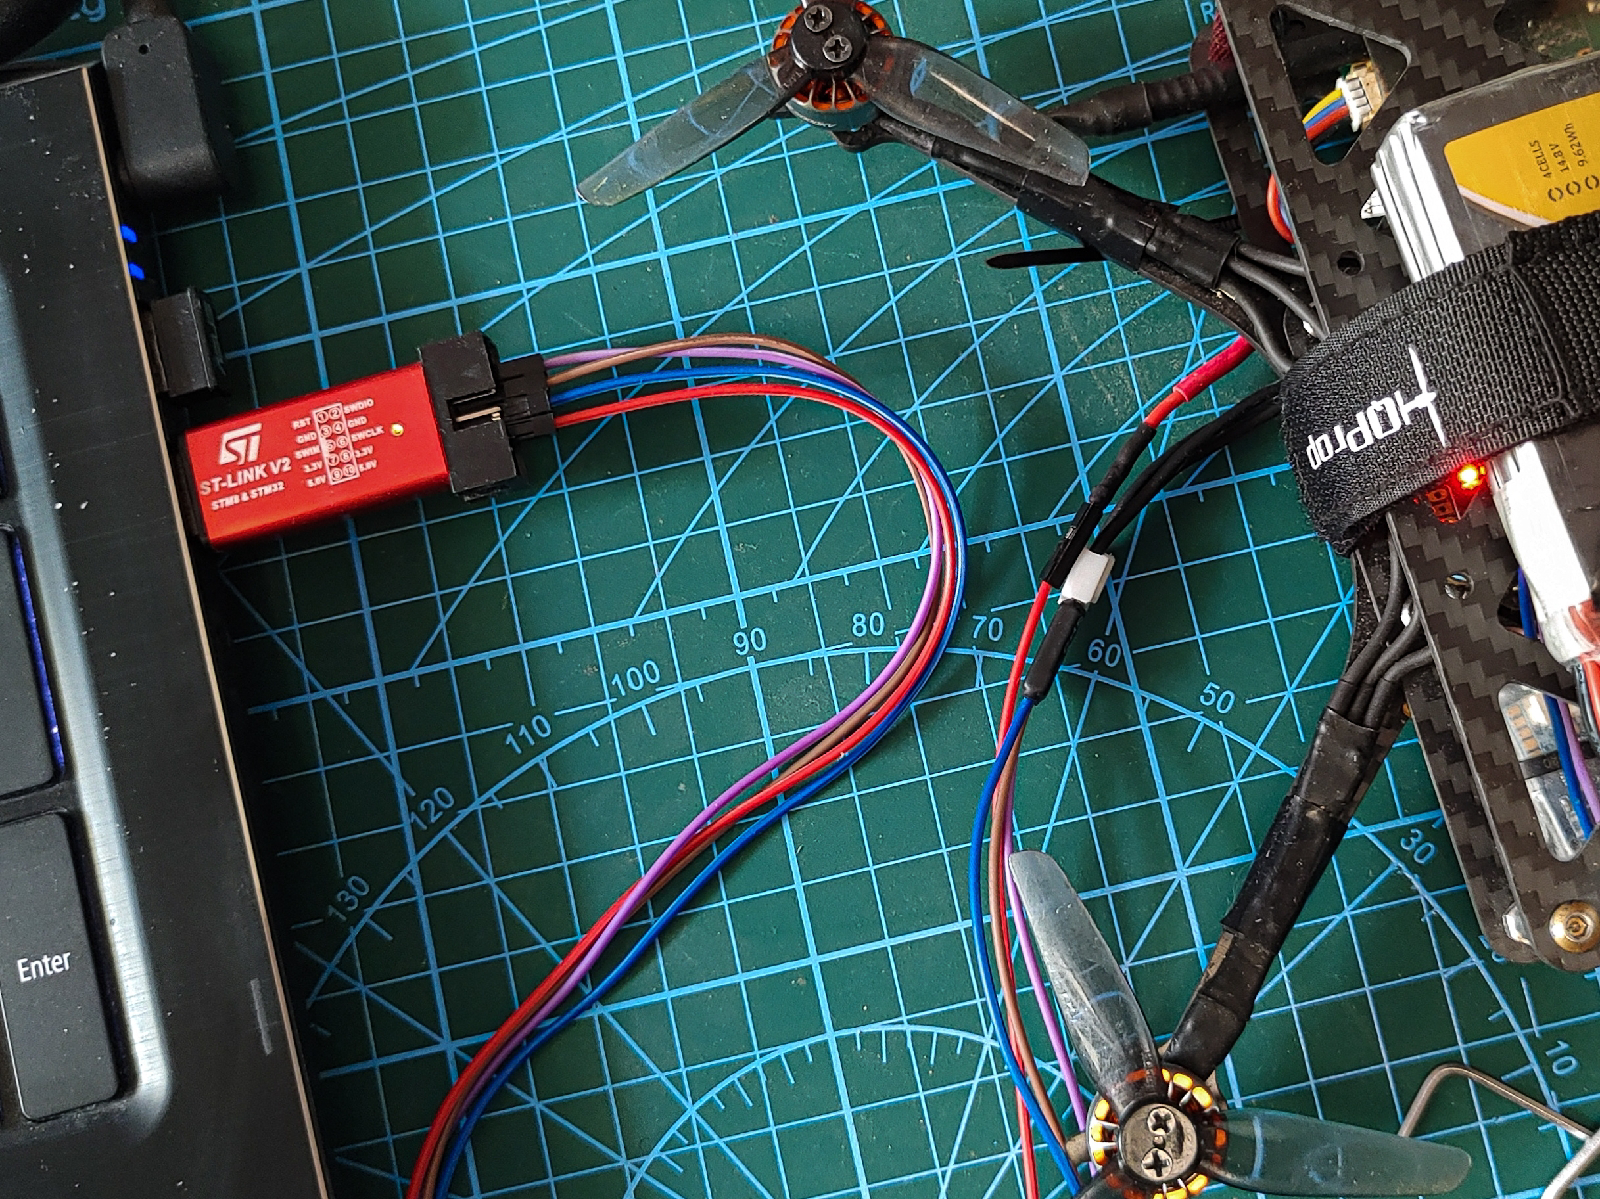 ST
ST-LINK V2
STM8 & STM32
RST 1 2 SWDIO
GND 3 4 GND
SWIM 5 6 SWCLK
3.3V 7 8 3.3V
5.0V 9 10 5.0V
Enter
4CELLS
14.8V
9.62Wh
HQProp
130
120
110
100
90
80
70
60
50
30
10